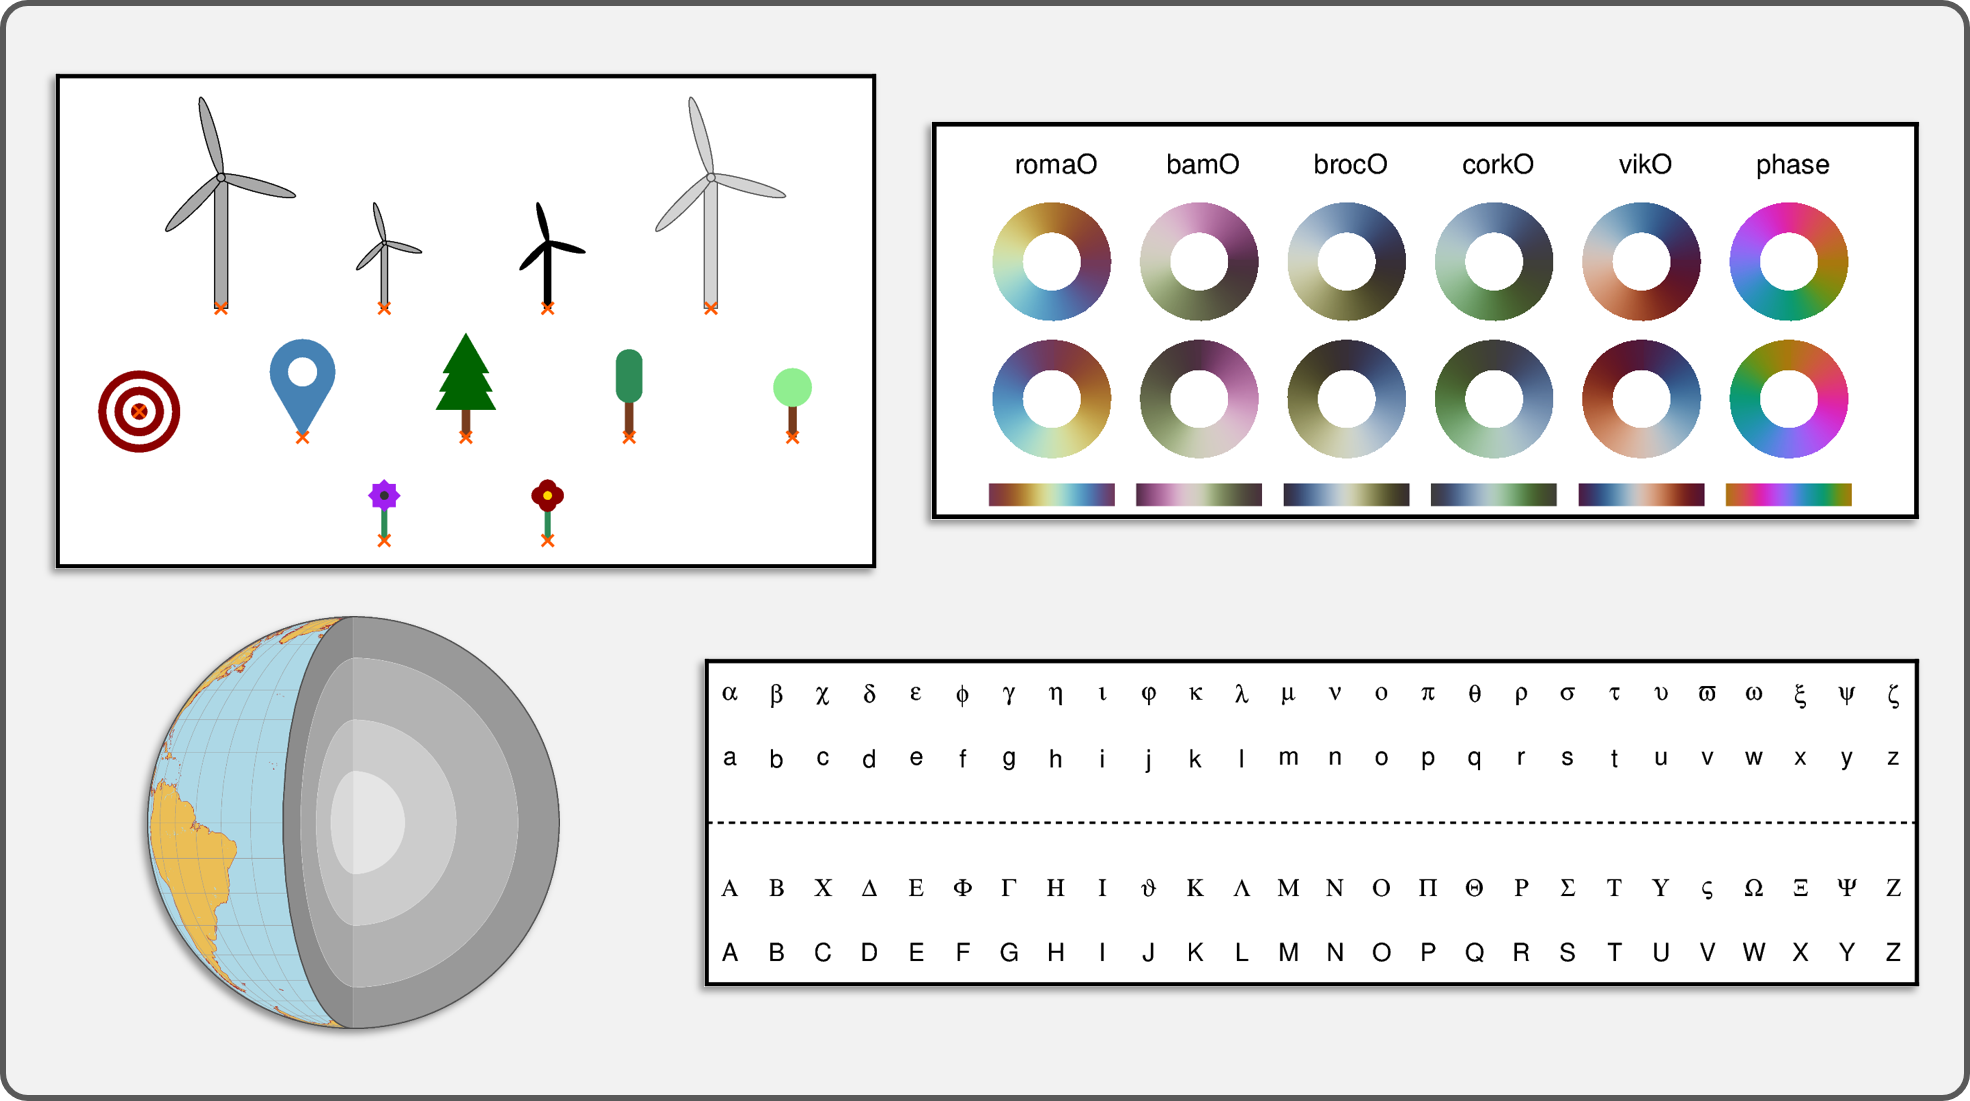 romaO bamO brocO corkO vikO phase
α β χ δ ε ϕ γ η ι φ κ λ μ ν ο π θ ρ σ τ υ ϖ ω ξ ψ ζ
a b c d e f g h i j k l m n o p q r s t u v w x y z
Α Β Χ Δ Ε Φ Γ Η Ι ϑ Κ Λ Μ Ν Ο Π Θ Ρ Σ Τ Υ ς Ω Ξ Ψ Ζ
A B C D E F G H I J K L M N O P Q R S T U V W X Y Z